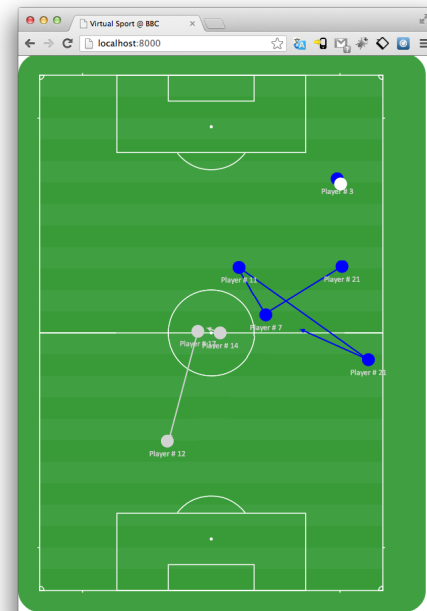 Virtual Sport @ BBC
localhost:8000
Player # 3
Player # 11
Player # 21
Player # 7
Player # 17
Player # 14
Player # 21
Player # 12